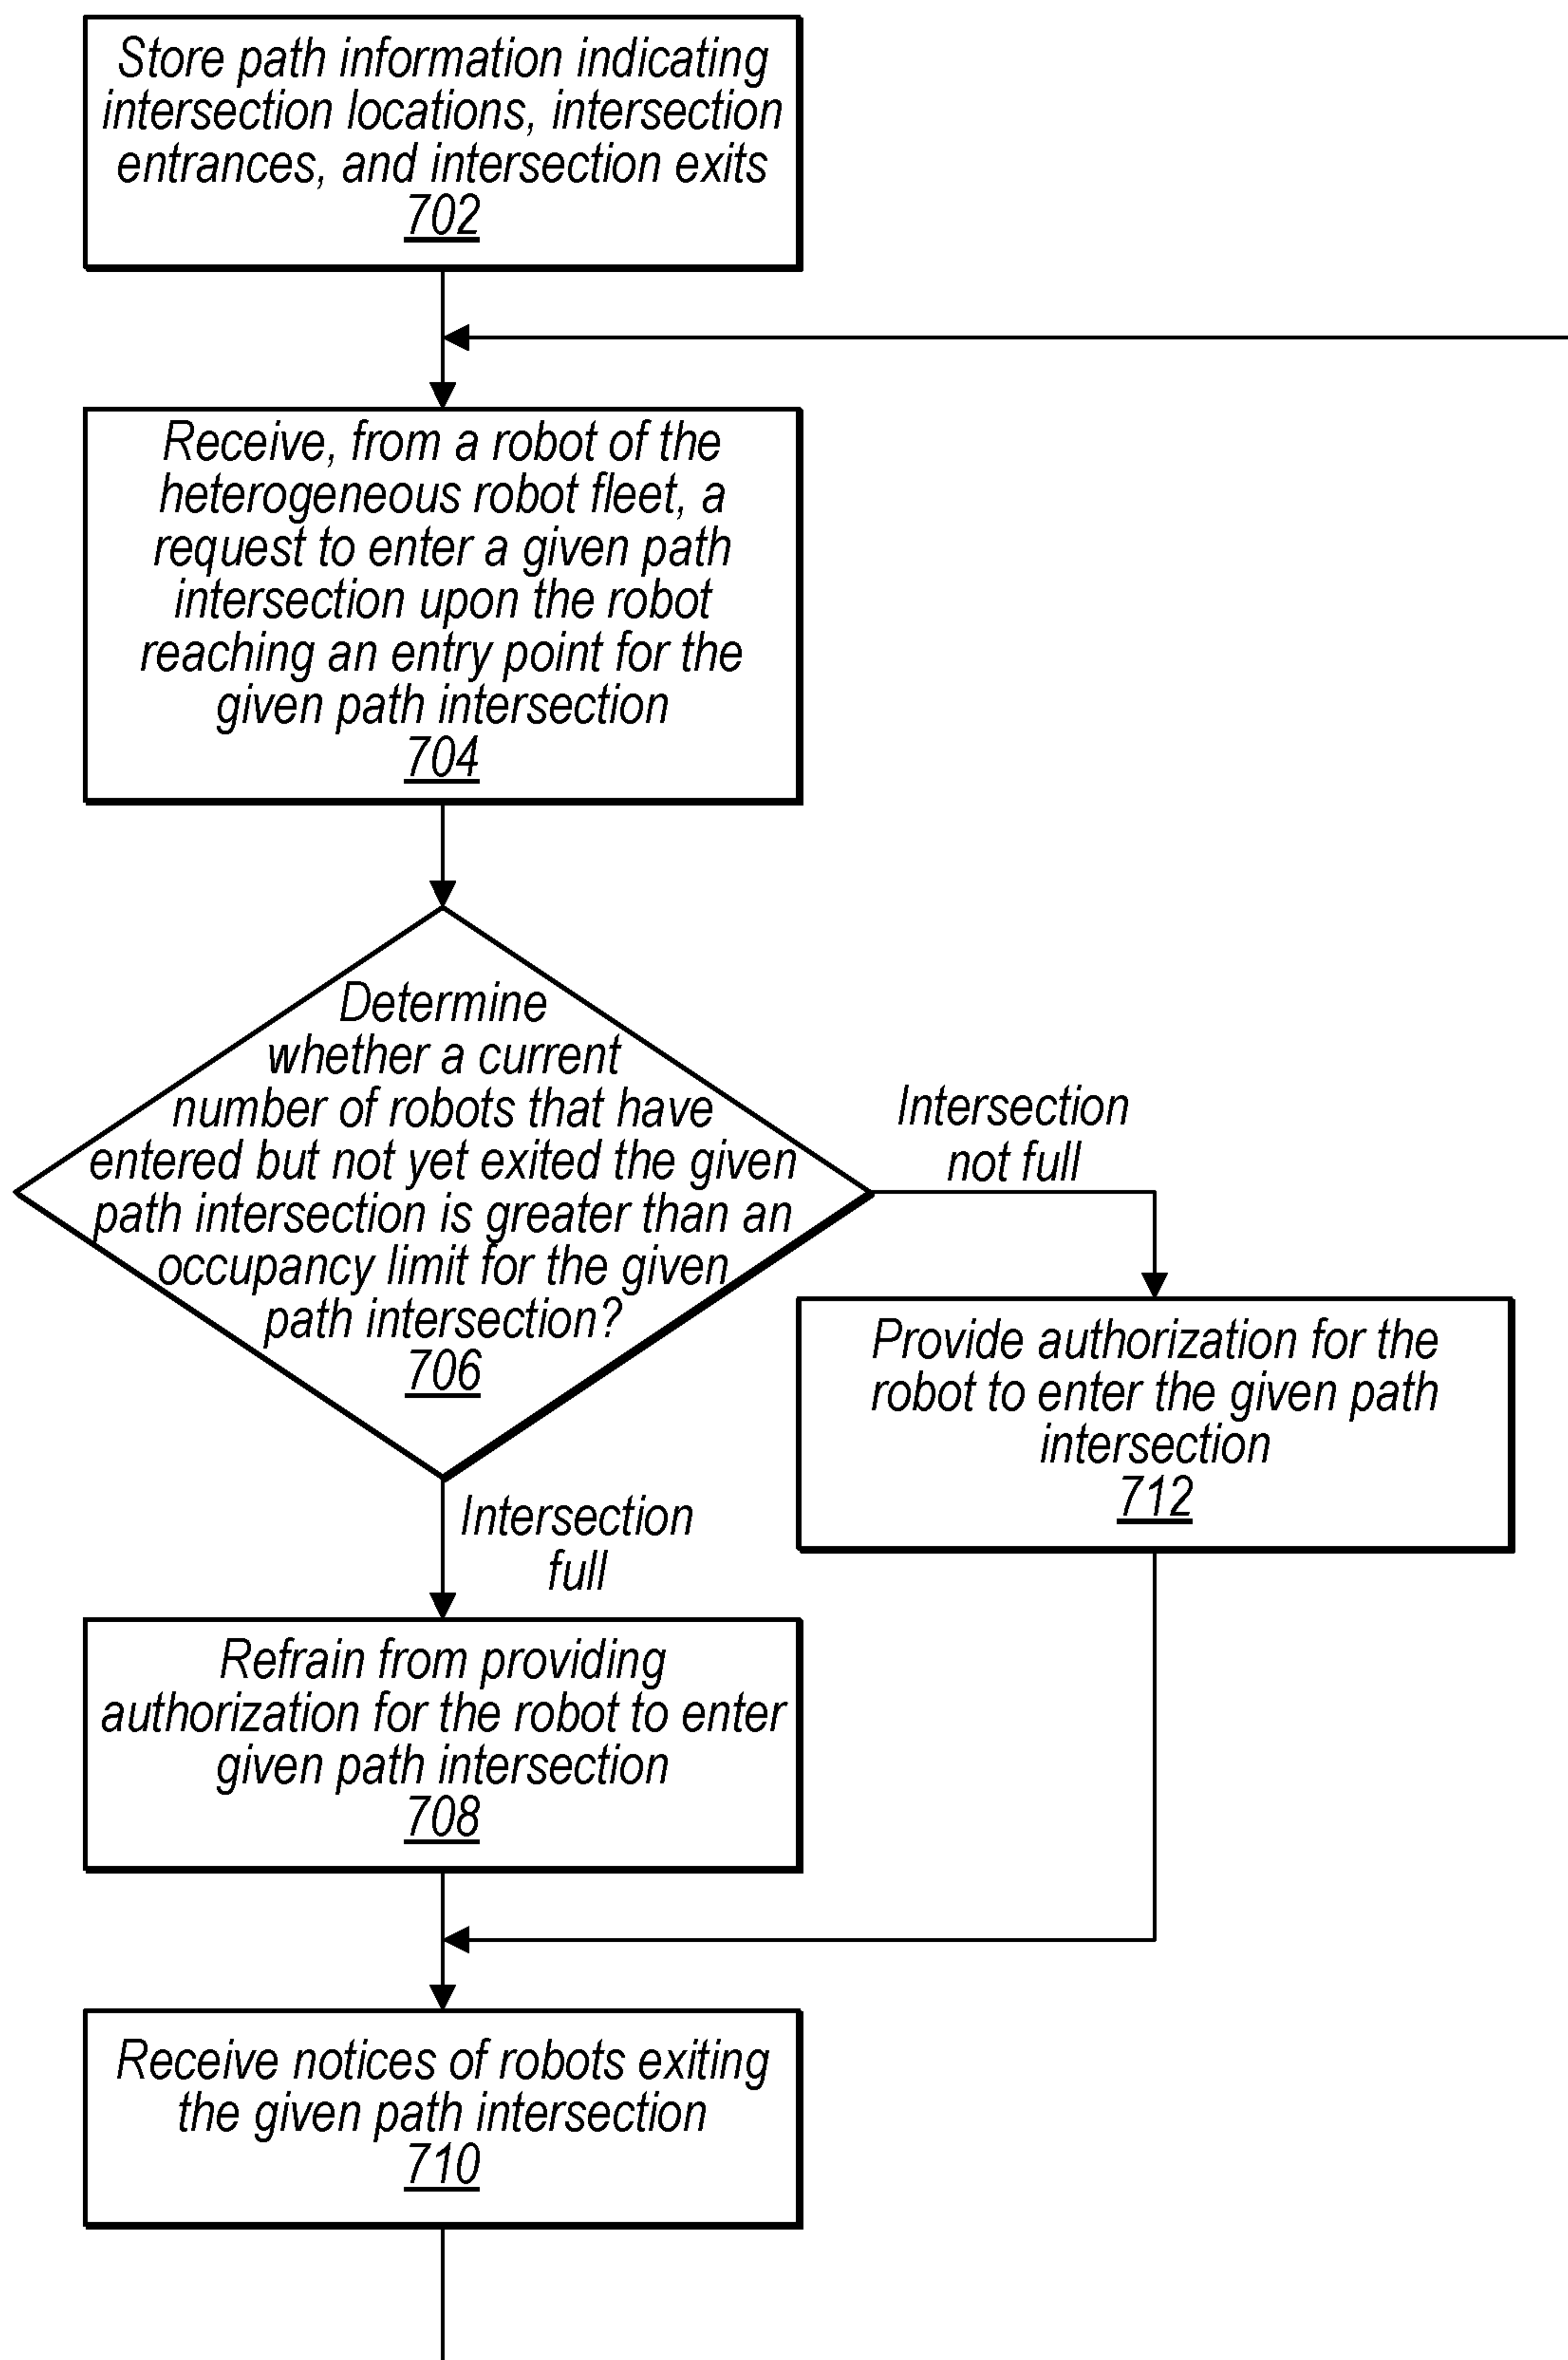 Store path information indicating
intersection locations, intersection
entrances, and intersection exits
702
Receive, from a robot of the
heterogeneous robot fleet, a
request to enter a given path
intersection upon the robot
reaching an entry point for the
given path intersection
704
Determine
whether a current
number of robots that have
entered but not yet exited the given
path intersection is greater than an
occupancy limit for the given
path intersection?
706
Intersection
not full
Provide authorization for the
robot to enter the given path
intersection
712
Intersection
full
Refrain from providing
authorization for the robot to enter
given path intersection
708
Receive notices of robots exiting
the given path intersection
710